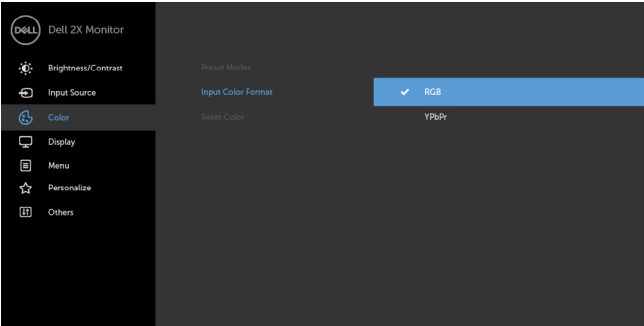 DELL Dell 2X Monitor
Brightness/Contrast Preset Modes
Input Source Input Color Format RGB
Color Reset Color YPbPr
Display
Menu
Personalize
Others